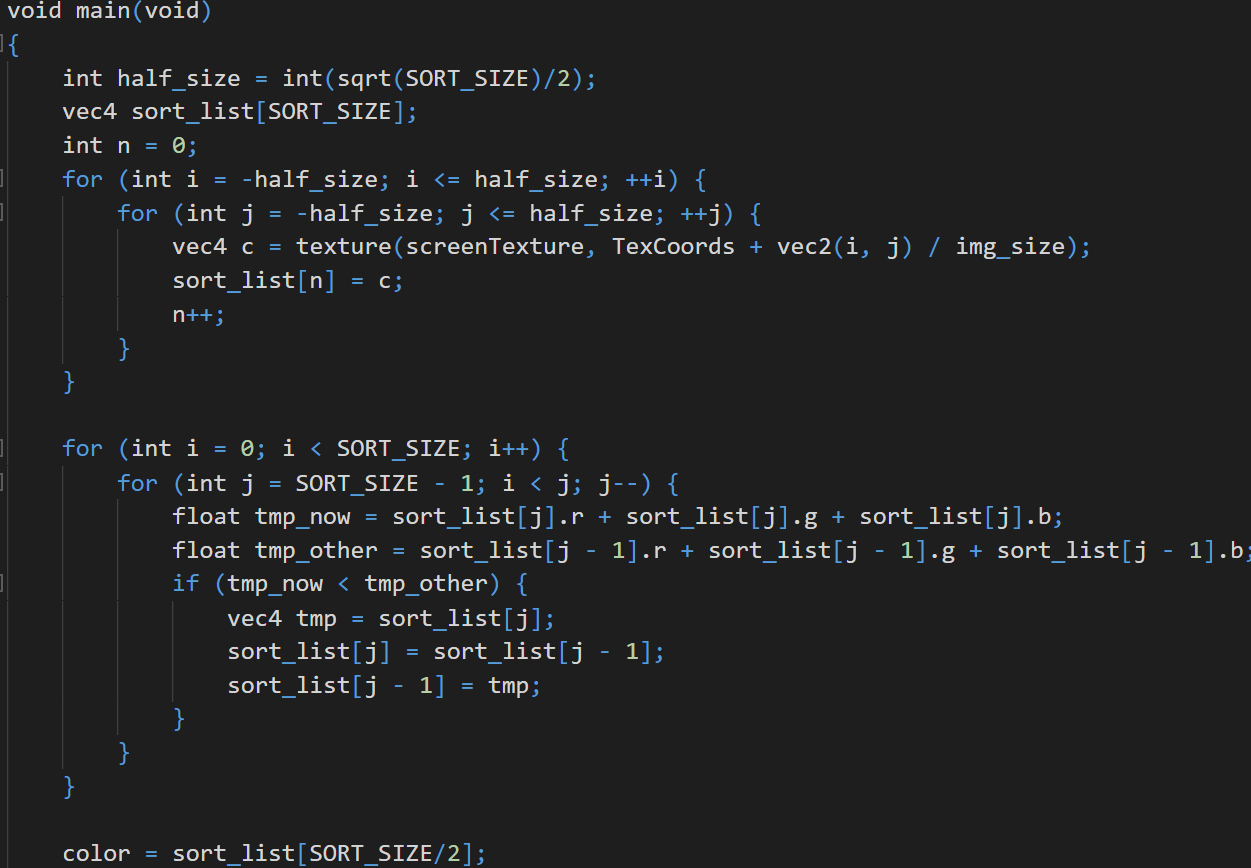 void main(void)
{
    int half_size = int(sqrt(SORT_SIZE)/2);
    vec4 sort_list[SORT_SIZE];
    int n = 0;
    for (int i = -half_size; i <= half_size; ++i) {
        for (int j = -half_size; j <= half_size; ++j) {
            vec4 c = texture(screenTexture, TexCoords + vec2(i, j) / img_size);
            sort_list[n] = c;
            n++;
        }
    }

    for (int i = 0; i < SORT_SIZE; i++) {
        for (int j = SORT_SIZE - 1; i < j; j--) {
            float tmp_now = sort_list[j].r + sort_list[j].g + sort_list[j].b;
            float tmp_other = sort_list[j - 1].r + sort_list[j - 1].g + sort_list[j - 1].b;
            if (tmp_now < tmp_other) {
                vec4 tmp = sort_list[j];
                sort_list[j] = sort_list[j - 1];
                sort_list[j - 1] = tmp;
            }
        }
    }

    color = sort_list[SORT_SIZE/2];